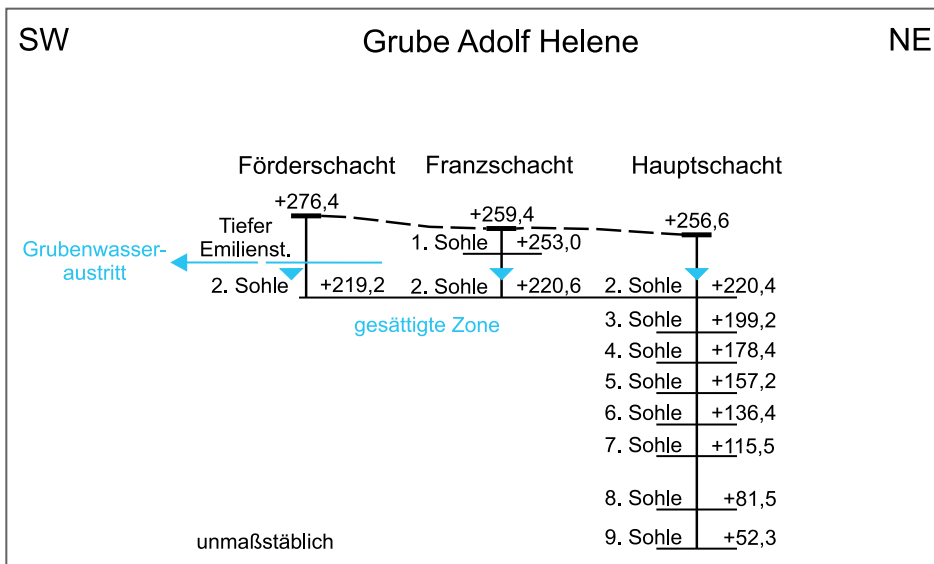 SW
Grube Adolf Helene
NE
Förderschacht
Franzschacht
Hauptschacht
+276,4
+259,4
+256,6
Tiefer
Emilienst.
Grubenwasser-
austritt
1. Sohle
+253,0
2. Sohle
+219,2
2. Sohle
+220,6
2. Sohle
+220,4
gesättigte Zone
3. Sohle
+199,2
4. Sohle
+178,4
5. Sohle
+157,2
6. Sohle
+136,4
7. Sohle
+115,5
8. Sohle
+81,5
9. Sohle
+52,3
unmaßstäblich